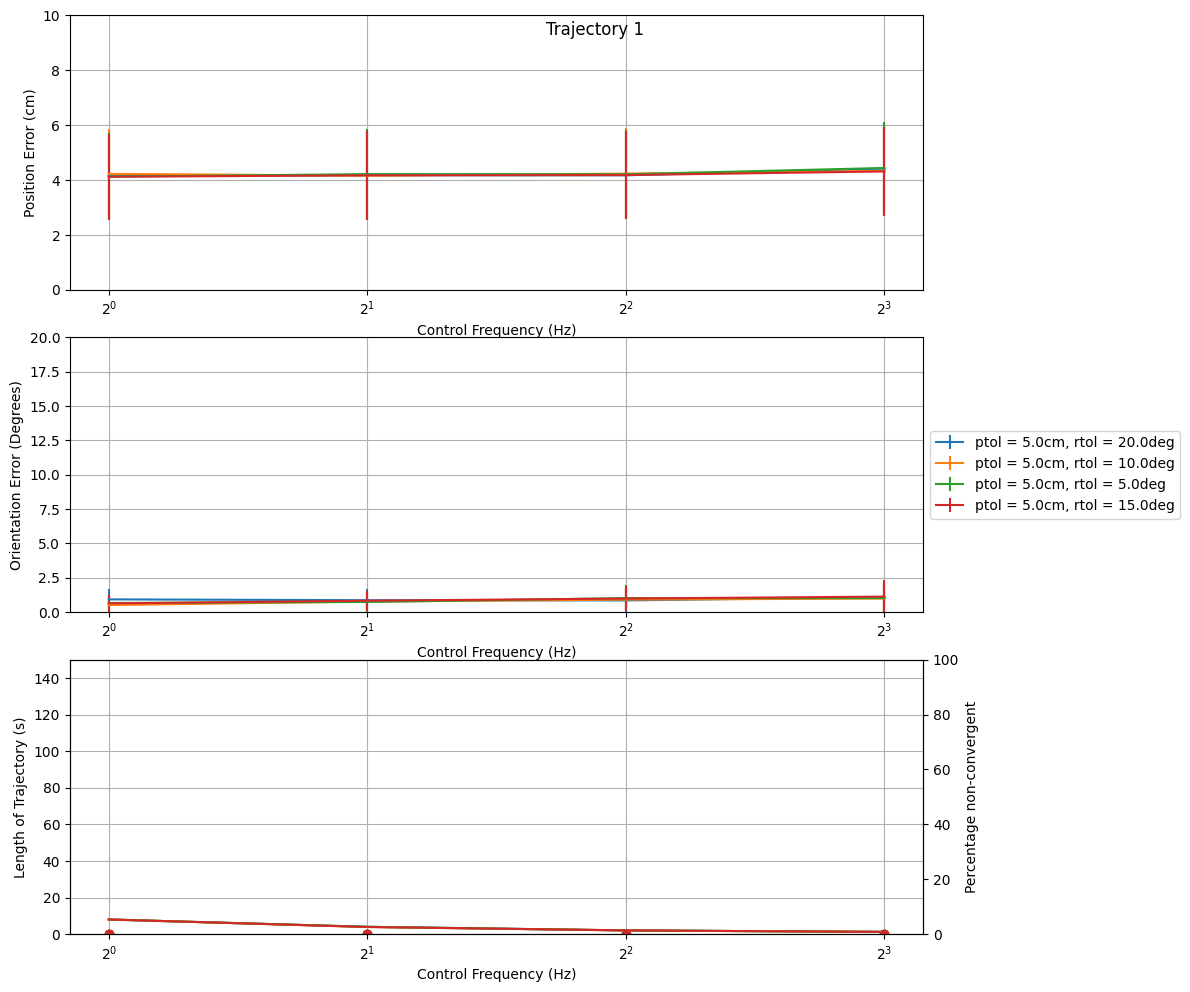 Trajectory 1
10
8
6
4
2
0
Position Error (cm)
2^0 2^1 2^2 2^3
Control Frequency (Hz)
20.0
17.5
15.0
12.5
10.0
7.5
5.0
2.5
0.0
Orientation Error (Degrees)
2^0 2^1 2^2 2^3
Control Frequency (Hz)
ptol = 5.0cm, rtol = 20.0deg
ptol = 5.0cm, rtol = 10.0deg
ptol = 5.0cm, rtol = 5.0deg
ptol = 5.0cm, rtol = 15.0deg
140
120
100
80
60
40
20
0
Length of Trajectory (s)
100
80
60
40
20
0
Percentage non-convergent
2^0 2^1 2^2 2^3
Control Frequency (Hz)